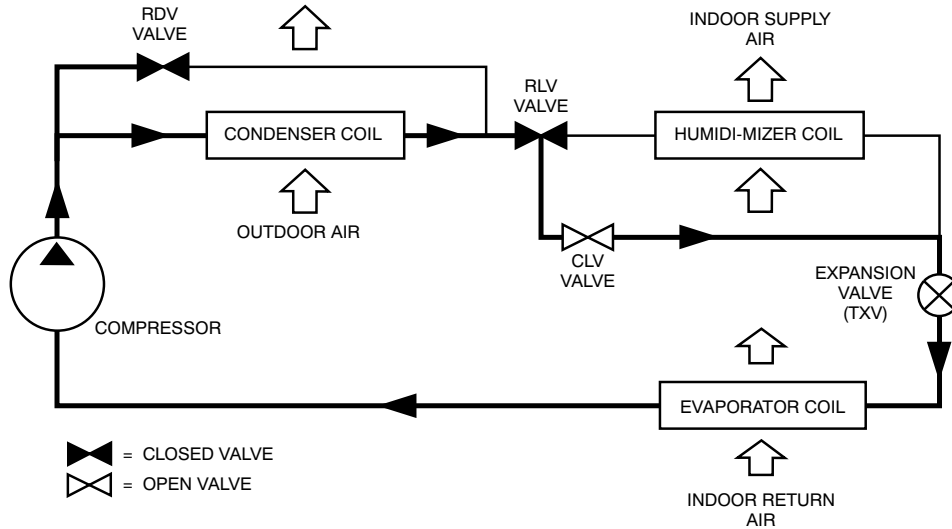 RDV
VALVE
INDOOR SUPPLY
AIR
RLV
VALVE
CONDENSER COIL
HUMIDI-MIZER COIL
OUTDOOR AIR
CLV
VALVE
EXPANSION
VALVE
(TXV)
COMPRESSOR
EVAPORATOR COIL
= CLOSED VALVE
= OPEN VALVE
INDOOR RETURN
AIR